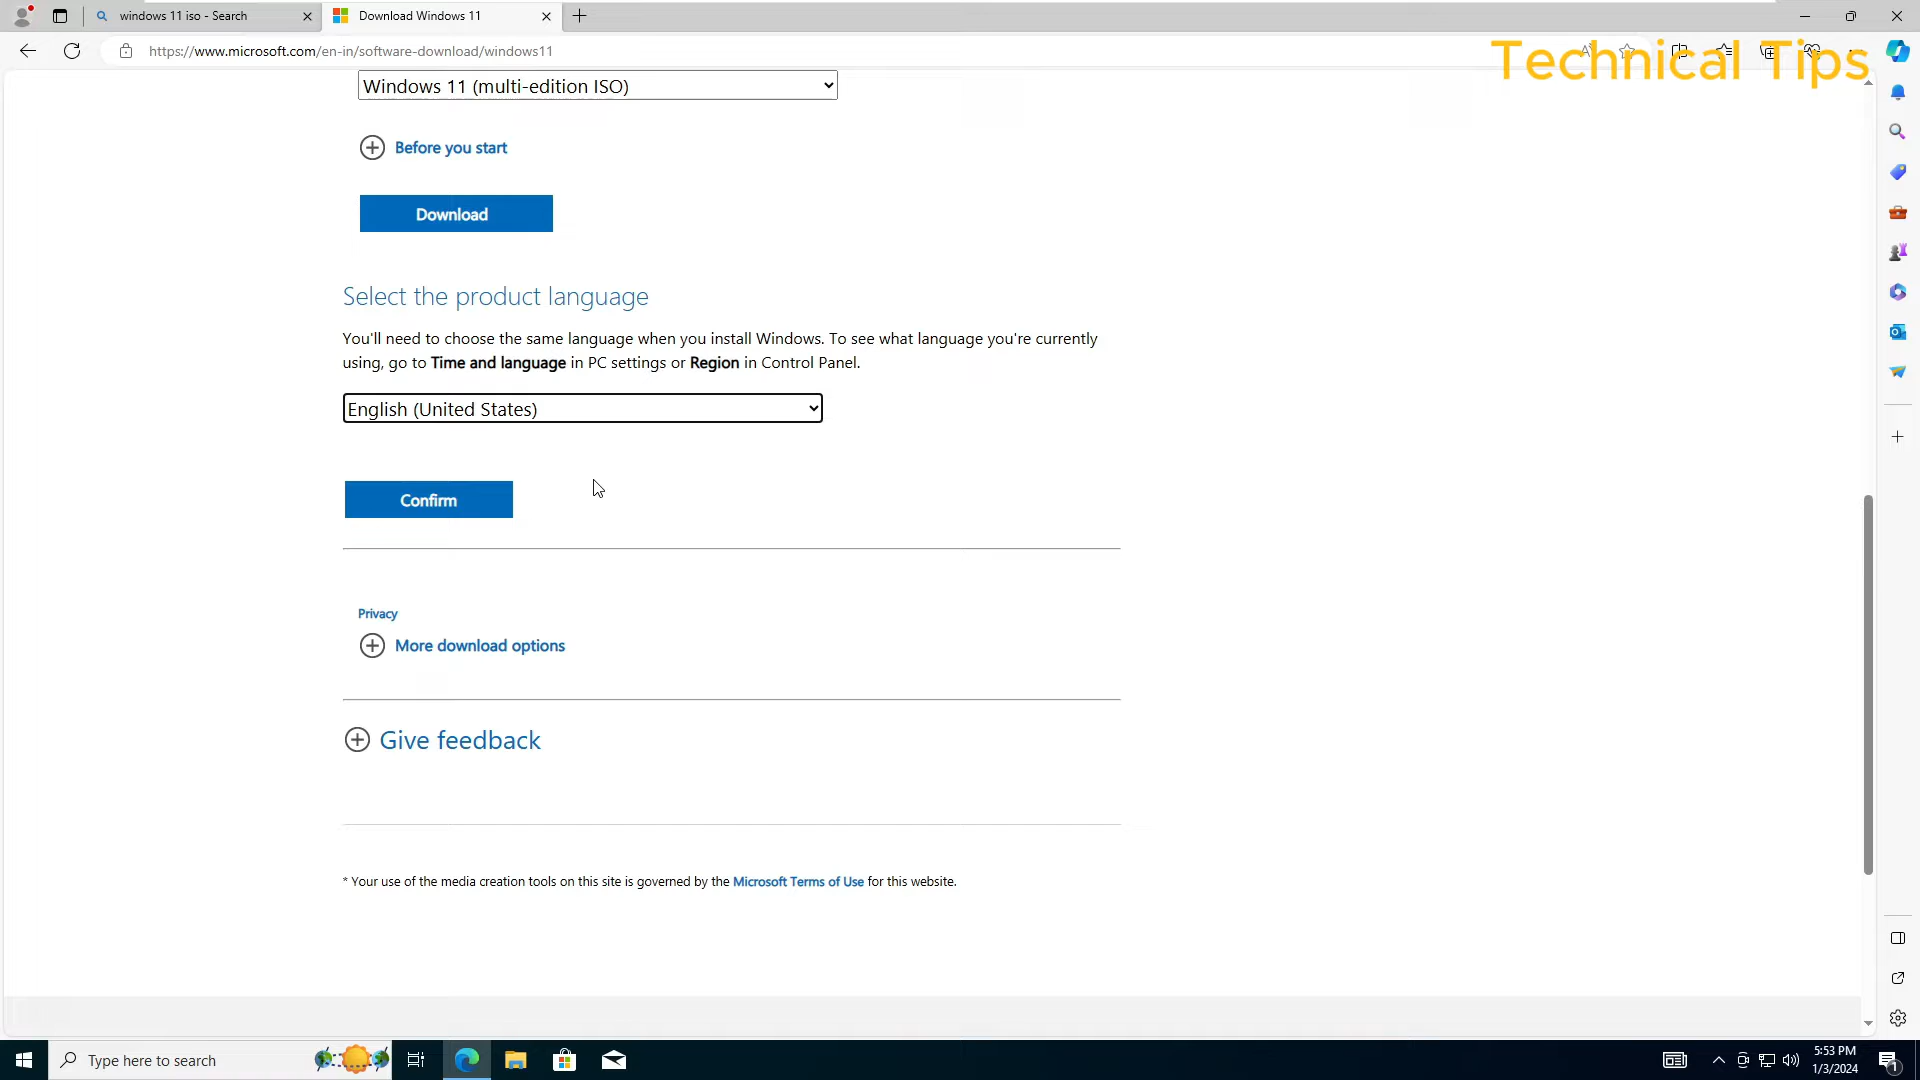 windows 11 iso - Search
Download Windows 11
https://www.microsoft.com/en-in/software-download/windows11
Technical Tips
Windows 11 (multi-edition ISO)
Before you start
Download
Select the product language
You'll need to choose the same language when you install Windows. To see what language you're currently
using, go to Time and language in PC settings or Region in Control Panel.
English (United States)
Confirm
Privacy
More download options
Give feedback
* Your use of the media creation tools on this site is governed by the Microsoft Terms of Use for this website.
Type here to search
5:53 PM
1/3/2024
1